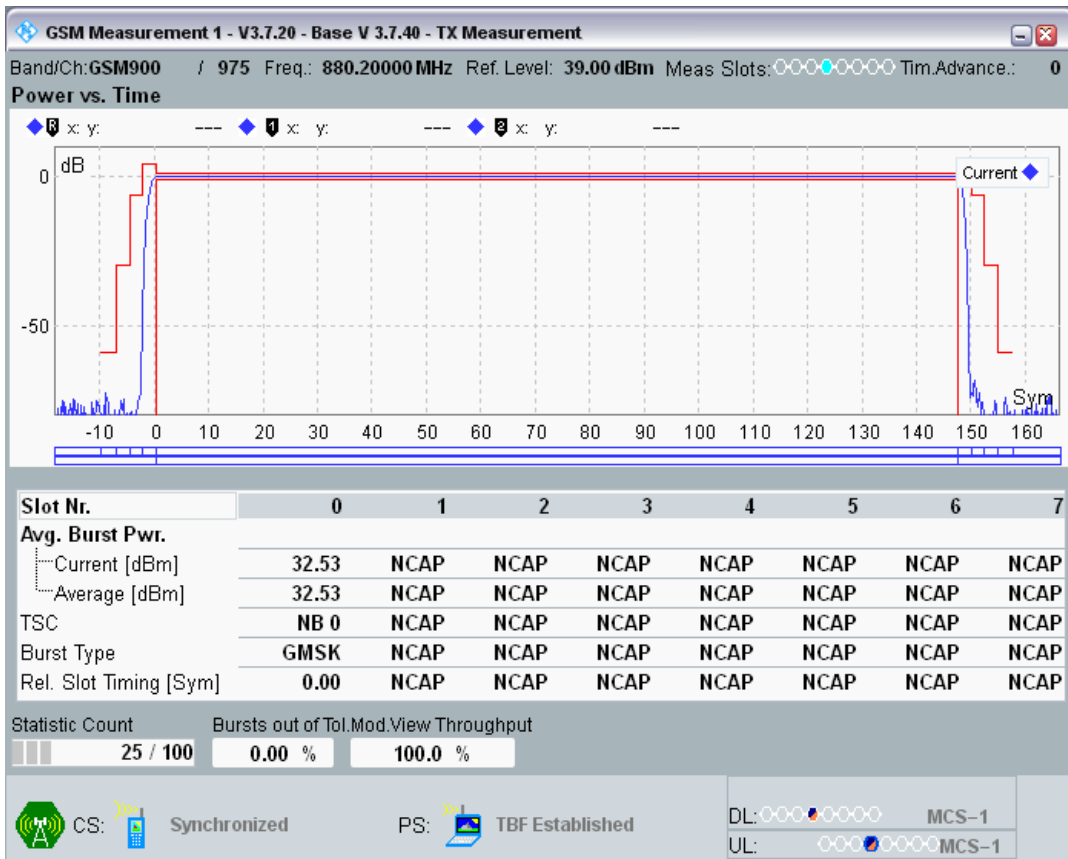 GSM Measurement 1 - V3.7.20 - Base V 3.7.40 - TX Measurement
Band/Ch:GSM900 / 975 Freq.: 880.20000 MHz Ref. Level: 39.00 dBm Meas Slots: Tim.Advance.: 0
Power vs. Time
R x: y: --- 1 x: y: --- 2 x: y: ---
dB
Current
0
-50
Sym
-10 0 10 20 30 40 50 60 70 80 90 100 110 120 130 140 150 160
Slot Nr. 0 1 2 3 4 5 6 7
Avg. Burst Pwr.
Current [dBm] 32.53 NCAP NCAP NCAP NCAP NCAP NCAP NCAP
Average [dBm] 32.53 NCAP NCAP NCAP NCAP NCAP NCAP NCAP
TSC NB 0 NCAP NCAP NCAP NCAP NCAP NCAP NCAP
Burst Type GMSK NCAP NCAP NCAP NCAP NCAP NCAP NCAP
Rel. Slot Timing [Sym] 0.00 NCAP NCAP NCAP NCAP NCAP NCAP NCAP
Statistic Count Bursts out of Tol.Mod.View Throughput
25 / 100 0.00 % 100.0 %
CS: Synchronized PS: TBF Established
DL: MCS-1
UL: MCS-1